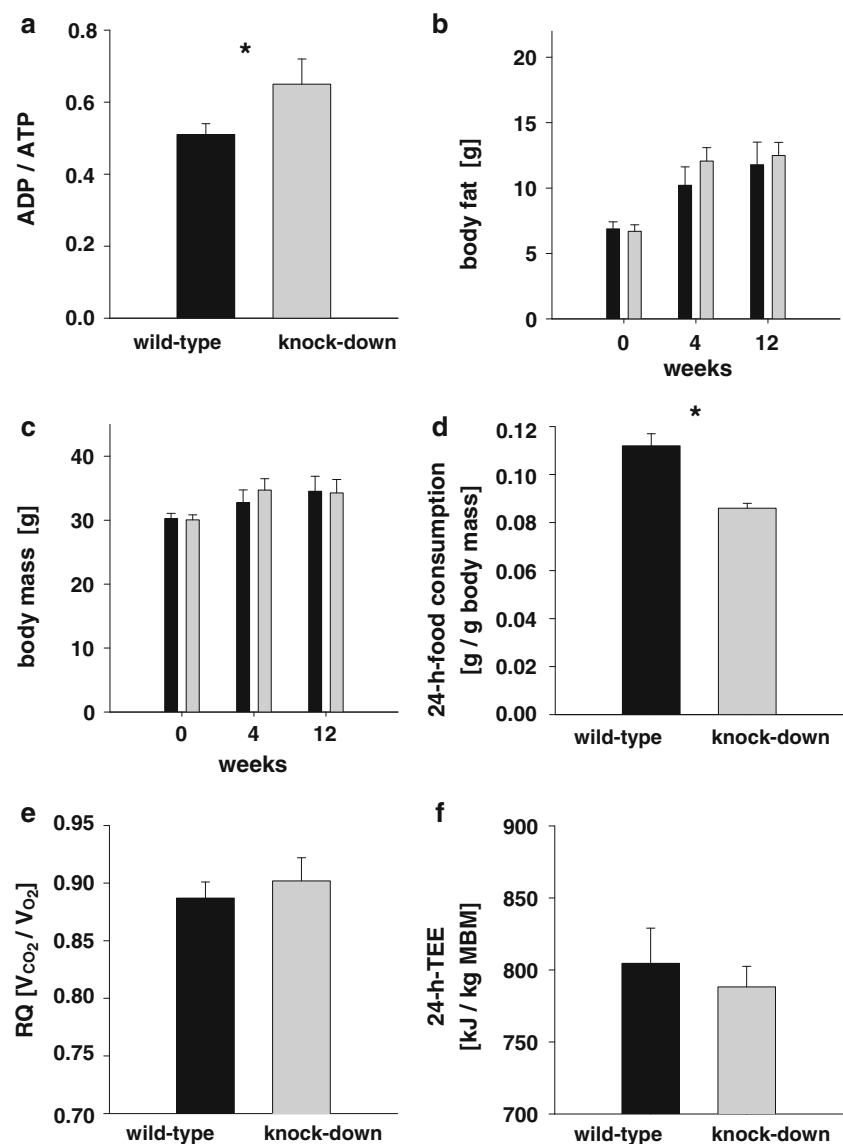 a
ADP / ATP
0.8
0.6
0.4
0.2
0.0
*
wild-type
knock-down
b
body fat [g]
20
15
10
5
0
0
4
12
weeks
c
body mass [g]
40
30
20
10
0
0
4
12
weeks
d
24-h-food consumption
[g / g body mass]
0.12
0.10
0.08
0.06
0.04
0.02
0.00
*
wild-type
knock-down
e
RQ [VCO2 / VO2]
0.95
0.90
0.85
0.80
0.75
0.70
wild-type
knock-down
f
24-h-TEE
[kJ / kg MBM]
900
850
800
750
700
wild-type
knock-down